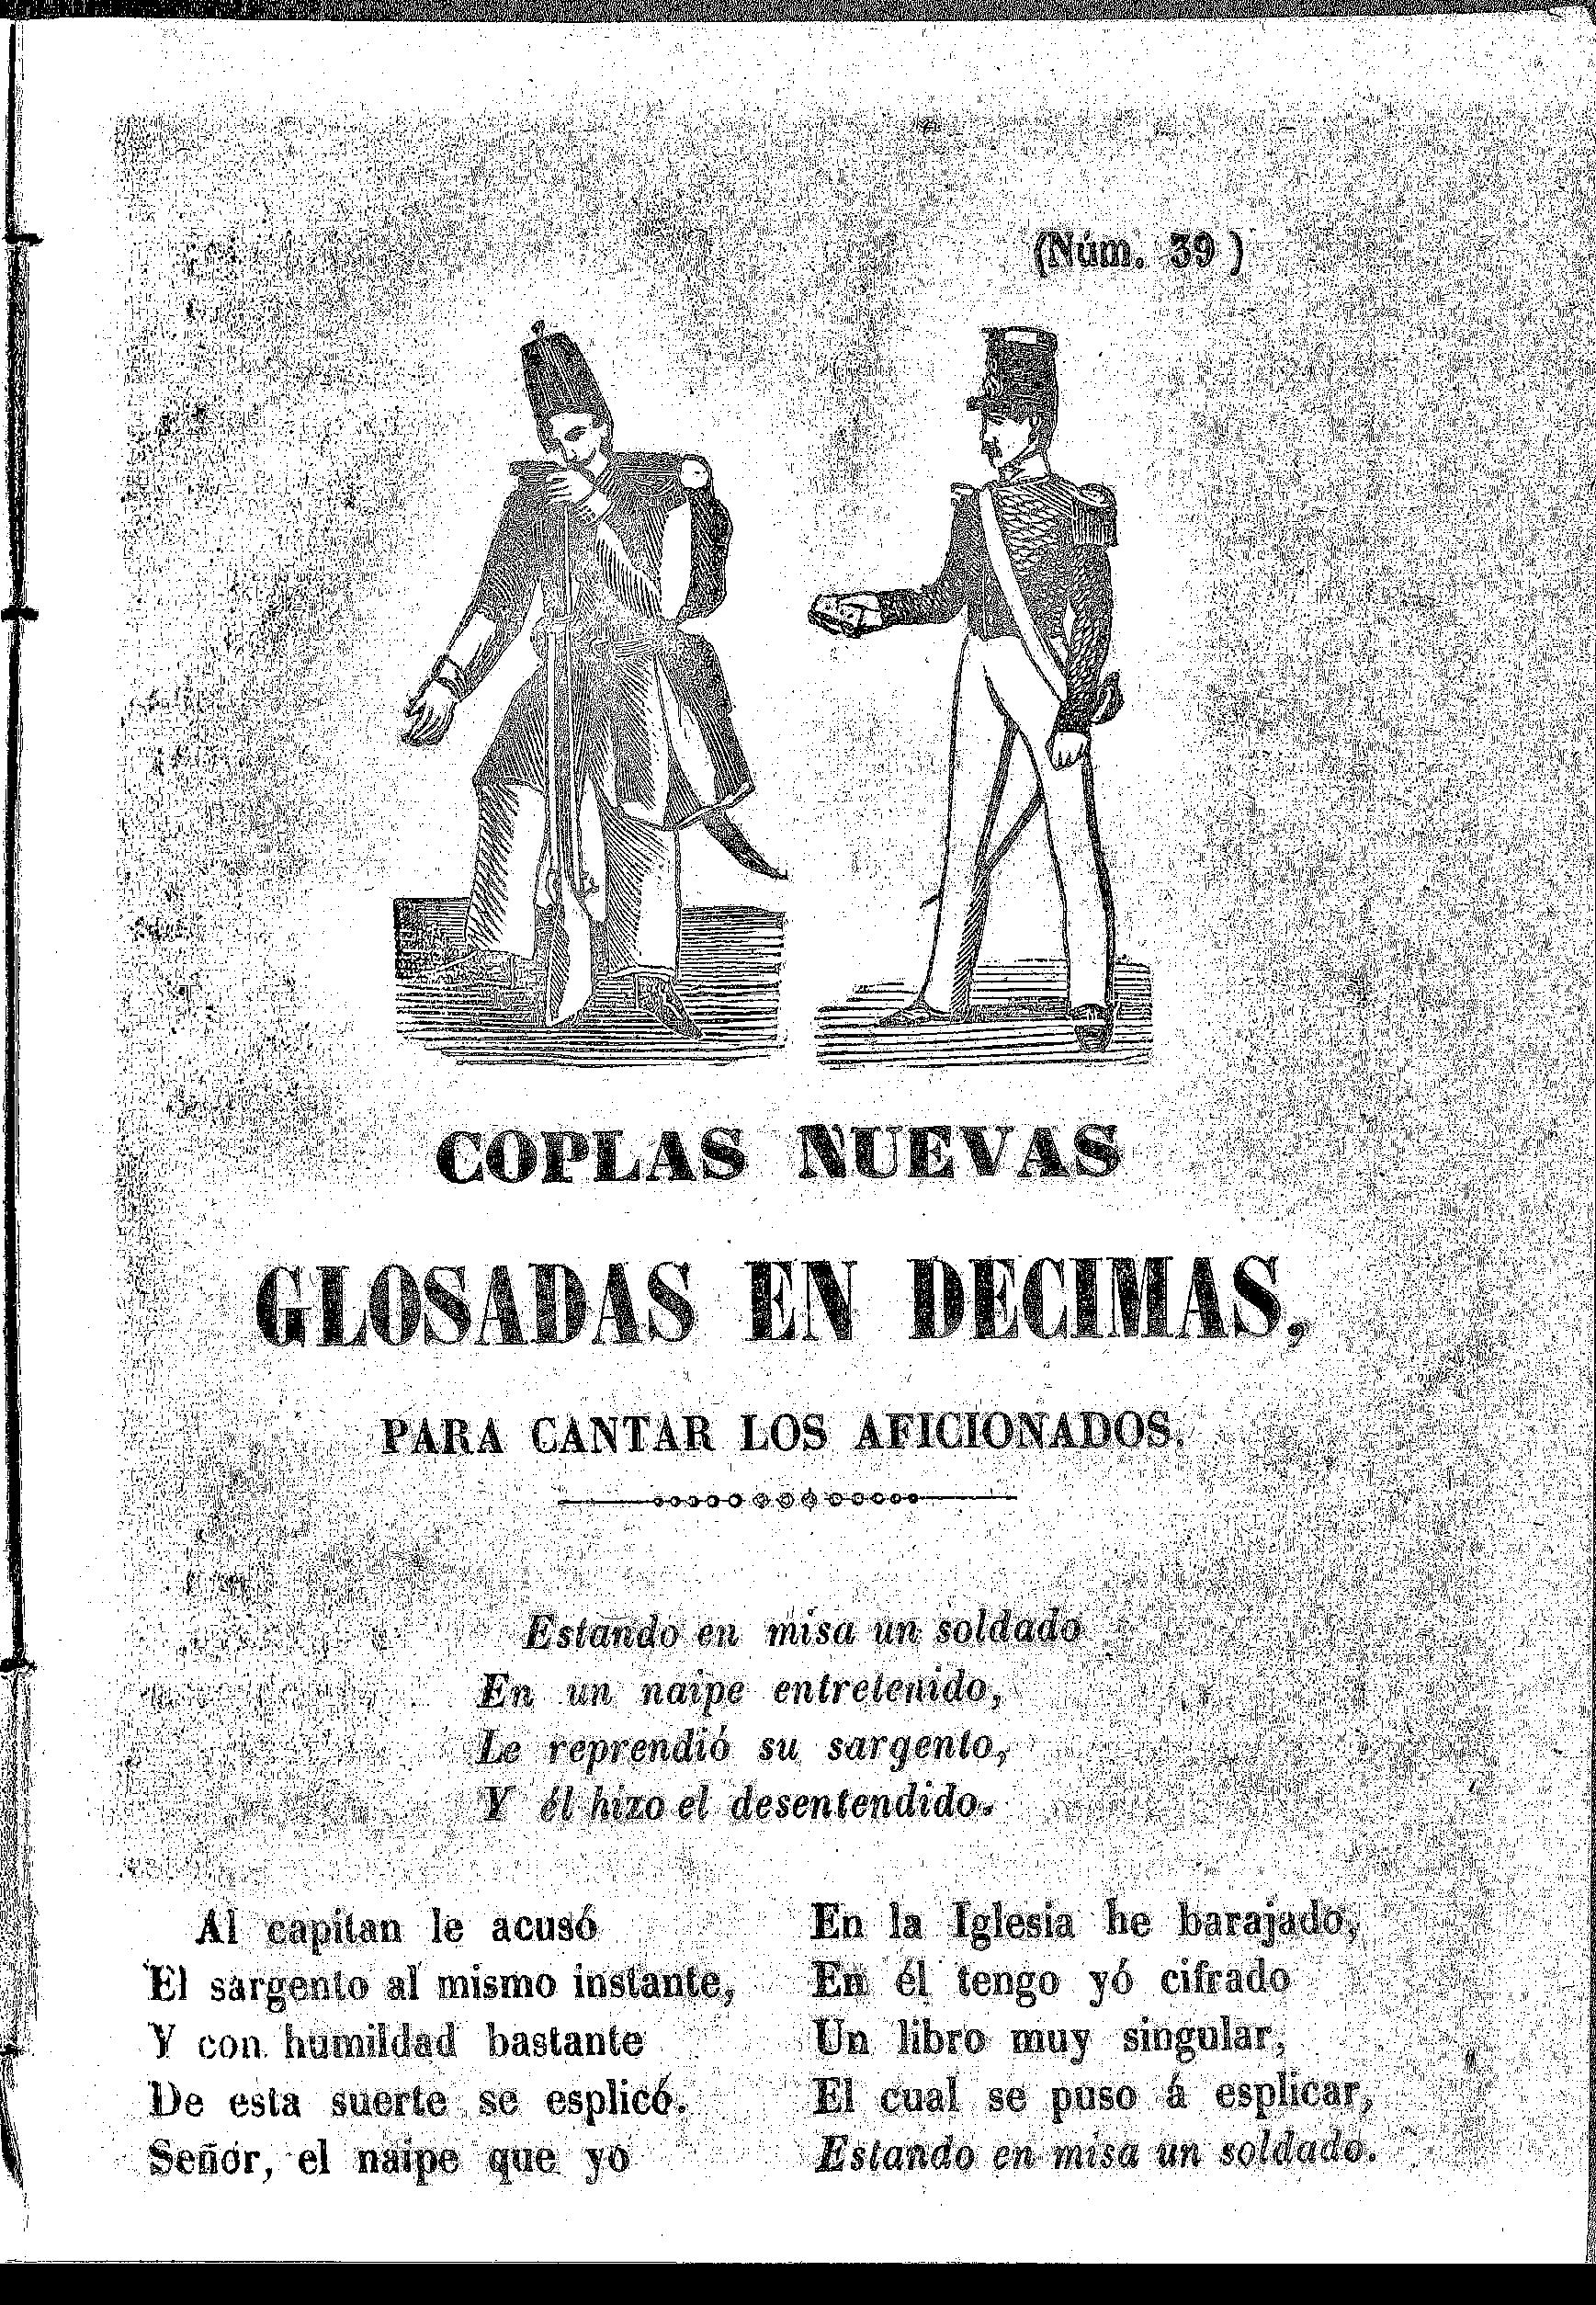 (Núm. 39)
COPLAS NUEVAS
GLOSADAS EN DECIMAS,
PARA CANTAR LOS AFICIONADOS.
Estando en misa un soldado
En un naipe entretenido,
Le reprendió su sargento,
Y él hizo el desentendido.
Al capitan le acusó
El sargento al mismo instante,
Y con humildad bastante
De esta suerte se esplicó.
Señor, el naipe que yo
En la Iglesia he barajado,
En él tengo yó cifrado
Un libro muy singular,
El cual se puso á esplicar,
Estando en misa un soldado.